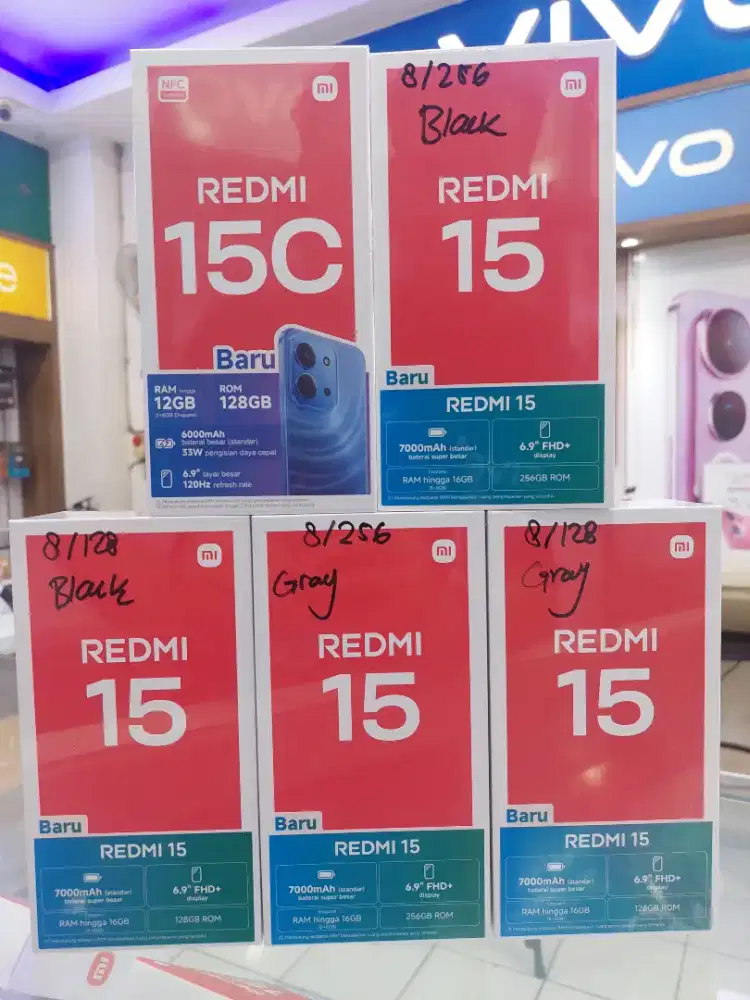 vivo
vo
e
NFC
mi
REDMI
15C
Baru
RAM hingga
12GB
ROM
128GB
6000mAh
baterai besar (standar)
33W pengisian daya cepat
6.9" layar besar
120Hz refresh rate
8/256
Black
mi
REDMI
15
Baru
REDMI 15
7000mAh (standar)
baterai super besar
6.9" FHD+
display
RAM hingga 16GB
256GB ROM
8/128
Black
mi
REDMI
15
Baru
REDMI 15
7000mAh (standar)
baterai super besar
6.9" FHD+
display
RAM hingga 16GB
128GB ROM
8/256
Gray
mi
REDMI
15
Baru
REDMI 15
7000mAh (standar)
baterai super besar
6.9" FHD+
display
RAM hingga 16GB
256GB ROM
8/128
Gray
mi
REDMI
15
Baru
REDMI 15
7000mAh (standar)
baterai super besar
6.9" FHD+
display
RAM hingga 16GB
128GB ROM
mi